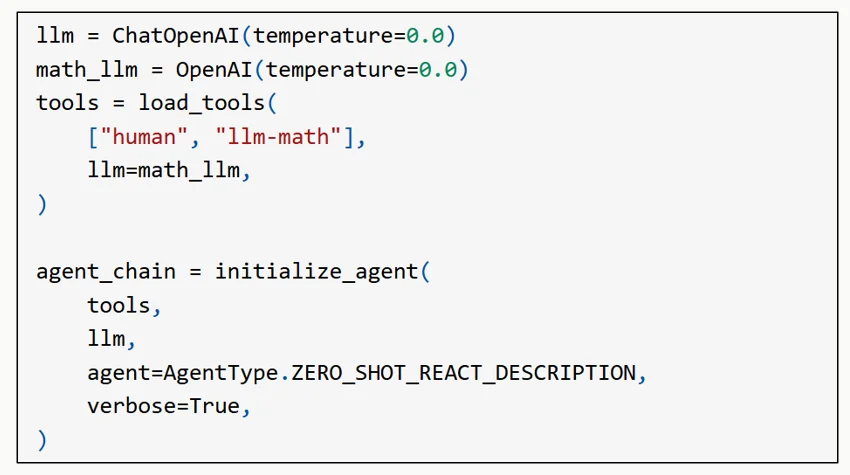 llm = ChatOpenAI(temperature=0.0)
math_llm = OpenAI(temperature=0.0)
tools = load_tools(
    ["human", "llm-math"],
    llm=math_llm,
)

agent_chain = initialize_agent(
    tools,
    llm,
    agent=AgentType.ZERO_SHOT_REACT_DESCRIPTION,
    verbose=True,
)